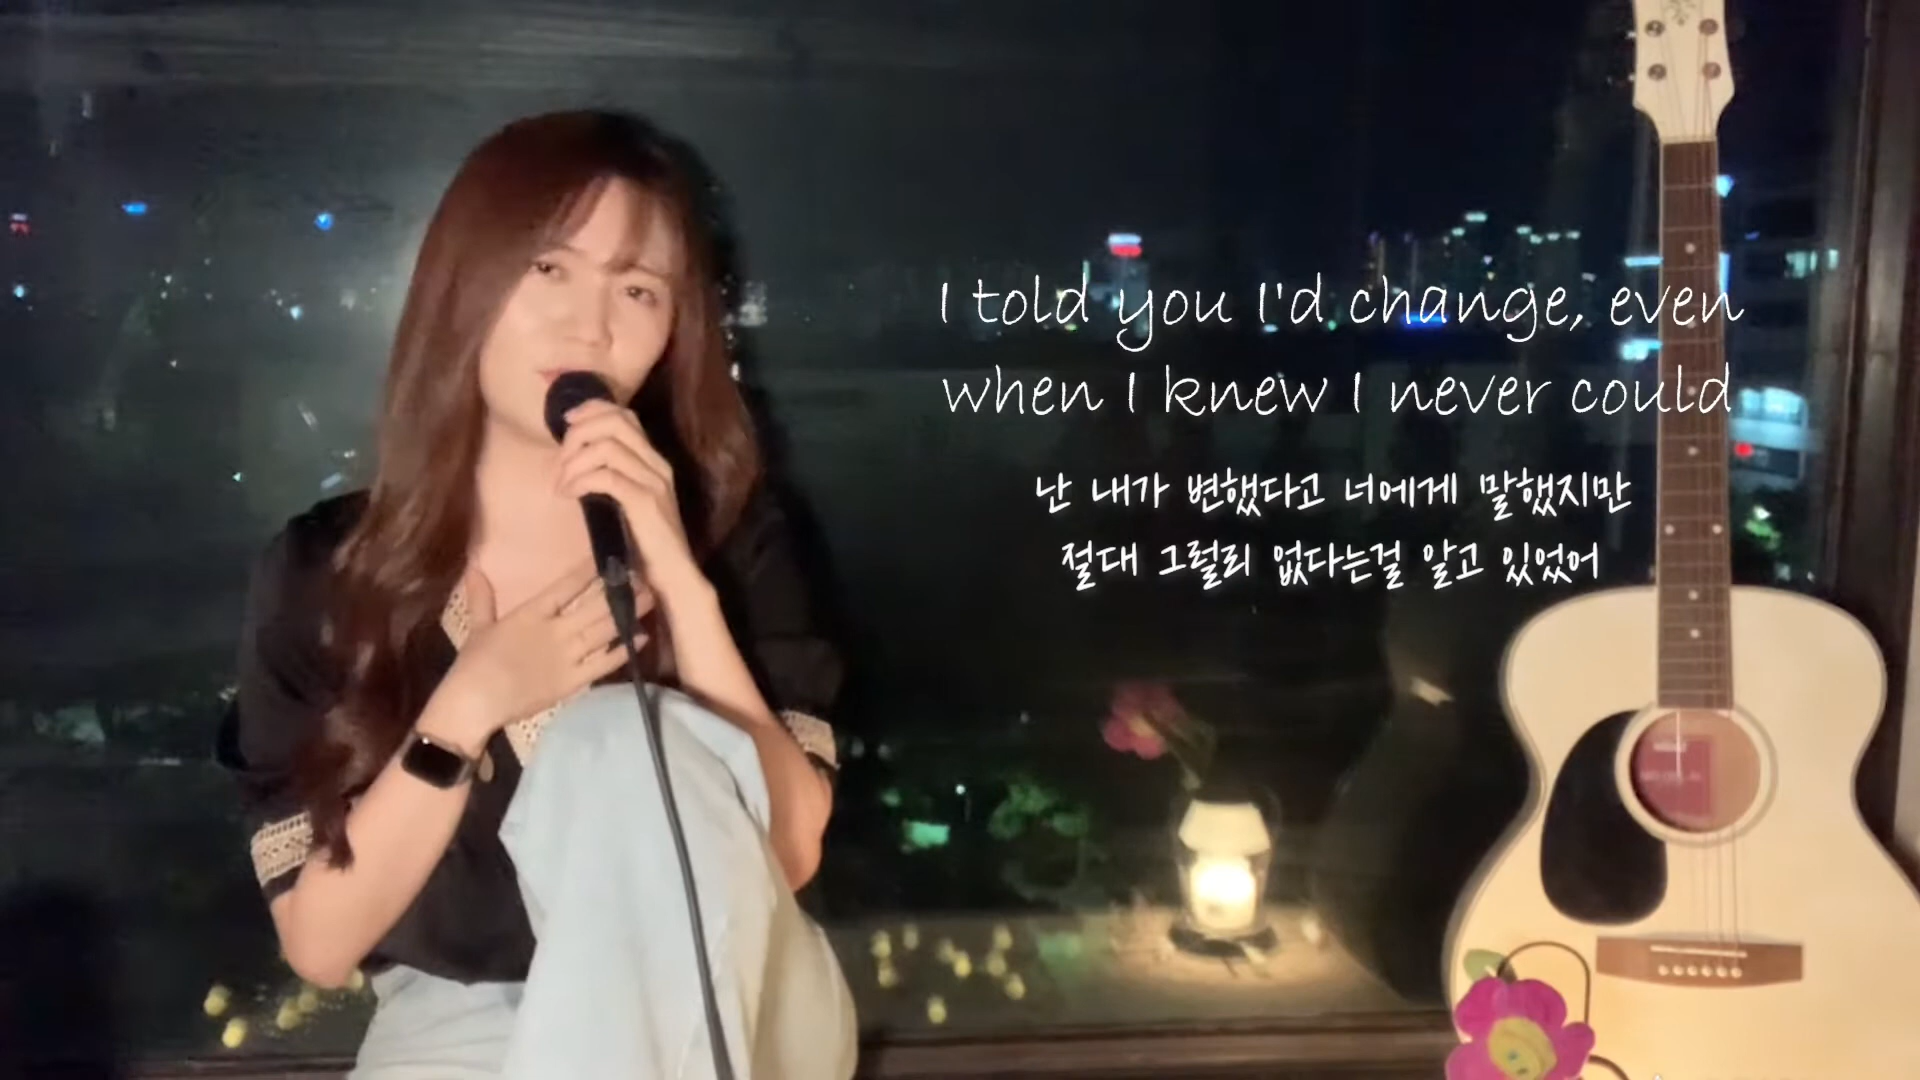 I told you I'd change, even
when I knew I never could
난 내가 변했다고 너에게 말했지만
절대 그럴리 없다는걸 알고 있었어